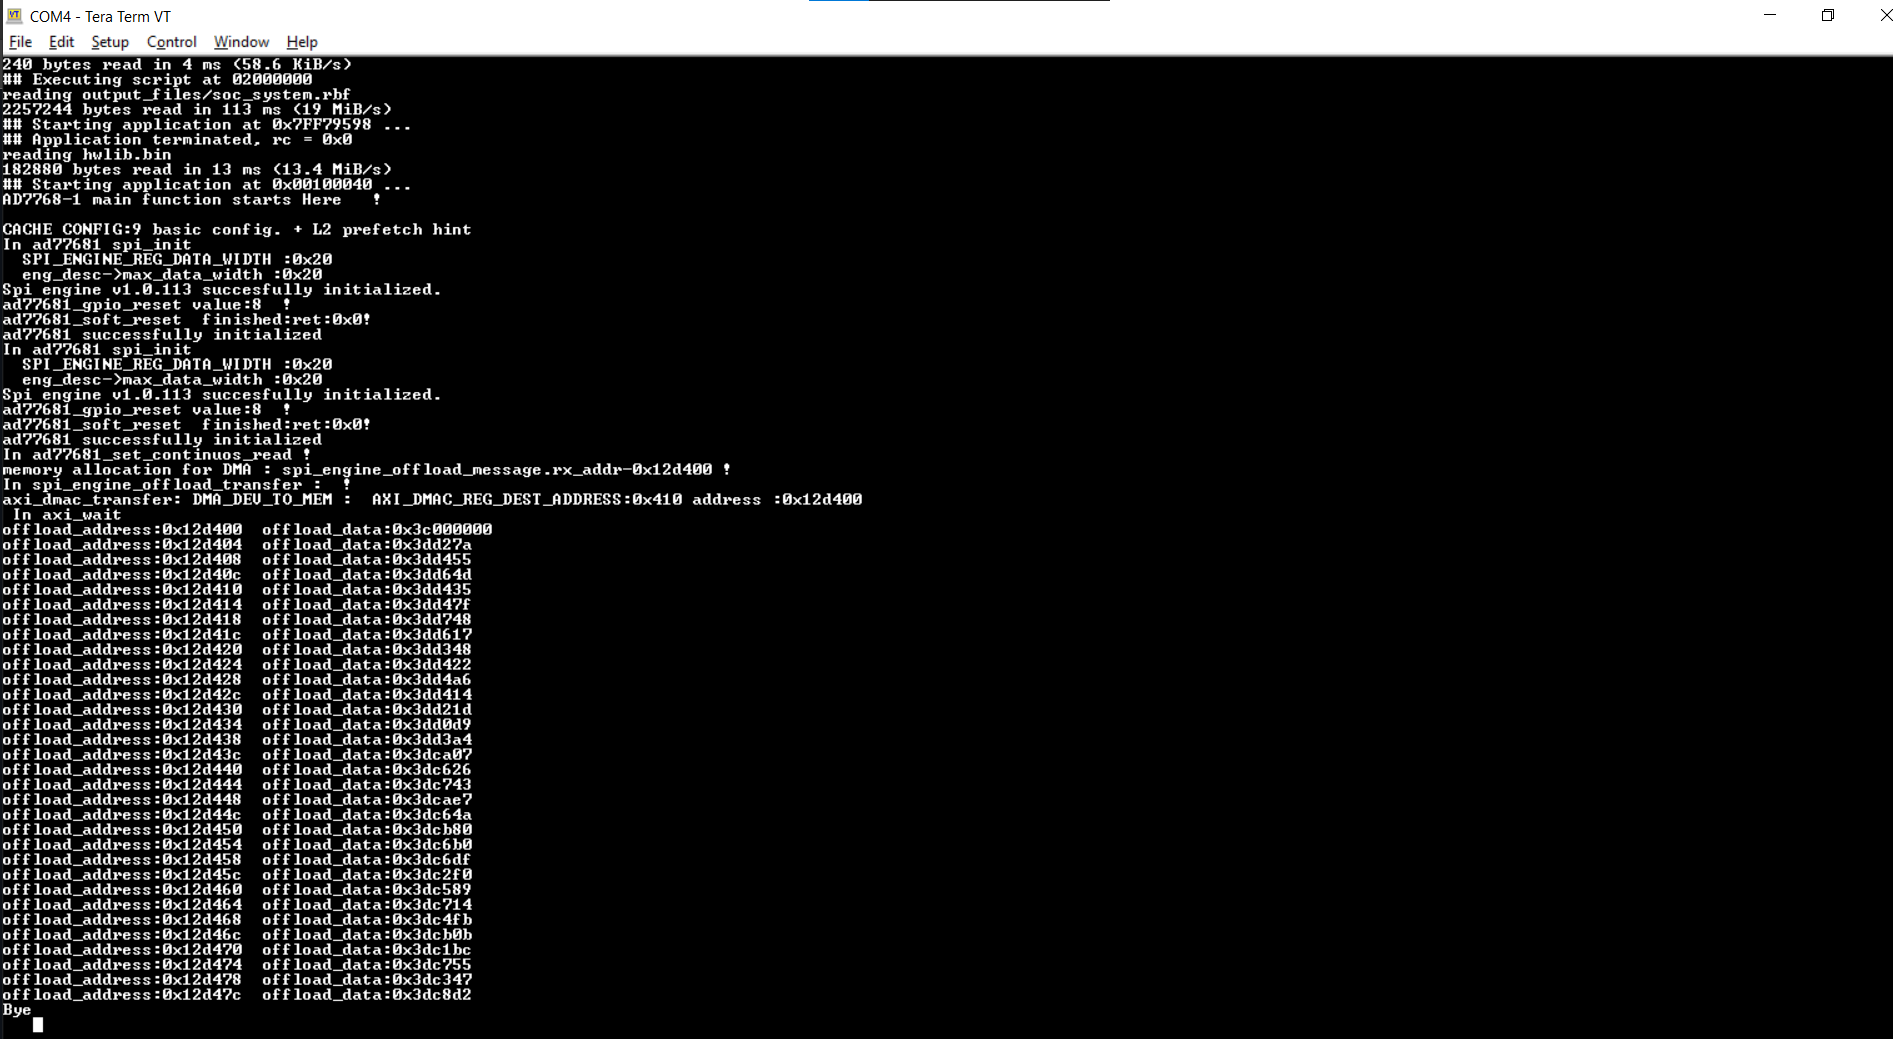 COM4 - Tera Term VT
File Edit Setup Control Window Help
240 bytes read in 4 ms (58.6 KiB/s)
## Executing script at 02000000
reading output_files/soc_system.rbf
2257244 bytes read in 113 ms (19 MiB/s)
## Starting application at 0x7FF79598 ...
## Application terminated, rc = 0x0
reading hwlib.bin
182880 bytes read in 13 ms (13.4 MiB/s)
## Starting application at 0x00100040 ...
AD7768-1 main function starts Here   !
CACHE CONFIG:9 basic config. + L2 prefetch hint
In ad77681 spi_init
  SPI_ENGINE_REG_DATA_WIDTH :0x20
  eng_desc->max_data_width :0x20
Spi engine v1.0.113 succesfully initialized.
ad77681_gpio_reset value:8  !
ad77681_soft_reset  finished:ret:0x0!
ad77681 successfully initialized
In ad77681 spi_init
  SPI_ENGINE_REG_DATA_WIDTH :0x20
  eng_desc->max_data_width :0x20
Spi engine v1.0.113 succesfully initialized.
ad77681_gpio_reset value:8  !
ad77681_soft_reset  finished:ret:0x0!
ad77681 successfully initialized
In ad77681_set_continuos_read !
memory allocation for DMA : spi_engine_offload_message.rx_addr-0x12d400 !
In spi_engine_offload_transfer :  !
axi_dmac_transfer: DMA_DEV_TO_MEM :  AXI_DMAC_REG_DEST_ADDRESS:0x410 address :0x12d400
 In axi_wait
offload_address:0x12d400  offload_data:0x3c000000
offload_address:0x12d404  offload_data:0x3dd27a
offload_address:0x12d408  offload_data:0x3dd455
offload_address:0x12d40c  offload_data:0x3dd64d
offload_address:0x12d410  offload_data:0x3dd435
offload_address:0x12d414  offload_data:0x3dd47f
offload_address:0x12d418  offload_data:0x3dd748
offload_address:0x12d41c  offload_data:0x3dd617
offload_address:0x12d420  offload_data:0x3dd348
offload_address:0x12d424  offload_data:0x3dd422
offload_address:0x12d428  offload_data:0x3dd4a6
offload_address:0x12d42c  offload_data:0x3dd414
offload_address:0x12d430  offload_data:0x3dd21d
offload_address:0x12d434  offload_data:0x3dd0d9
offload_address:0x12d438  offload_data:0x3dd3a4
offload_address:0x12d43c  offload_data:0x3dca07
offload_address:0x12d440  offload_data:0x3dc626
offload_address:0x12d444  offload_data:0x3dc743
offload_address:0x12d448  offload_data:0x3dcae7
offload_address:0x12d44c  offload_data:0x3dc64a
offload_address:0x12d450  offload_data:0x3dcb80
offload_address:0x12d454  offload_data:0x3dc6b0
offload_address:0x12d458  offload_data:0x3dc6df
offload_address:0x12d45c  offload_data:0x3dc2f0
offload_address:0x12d460  offload_data:0x3dc589
offload_address:0x12d464  offload_data:0x3dc714
offload_address:0x12d468  offload_data:0x3dc4fb
offload_address:0x12d46c  offload_data:0x3dcb0b
offload_address:0x12d470  offload_data:0x3dc1bc
offload_address:0x12d474  offload_data:0x3dc755
offload_address:0x12d478  offload_data:0x3dc347
offload_address:0x12d47c  offload_data:0x3dc8d2
Bye